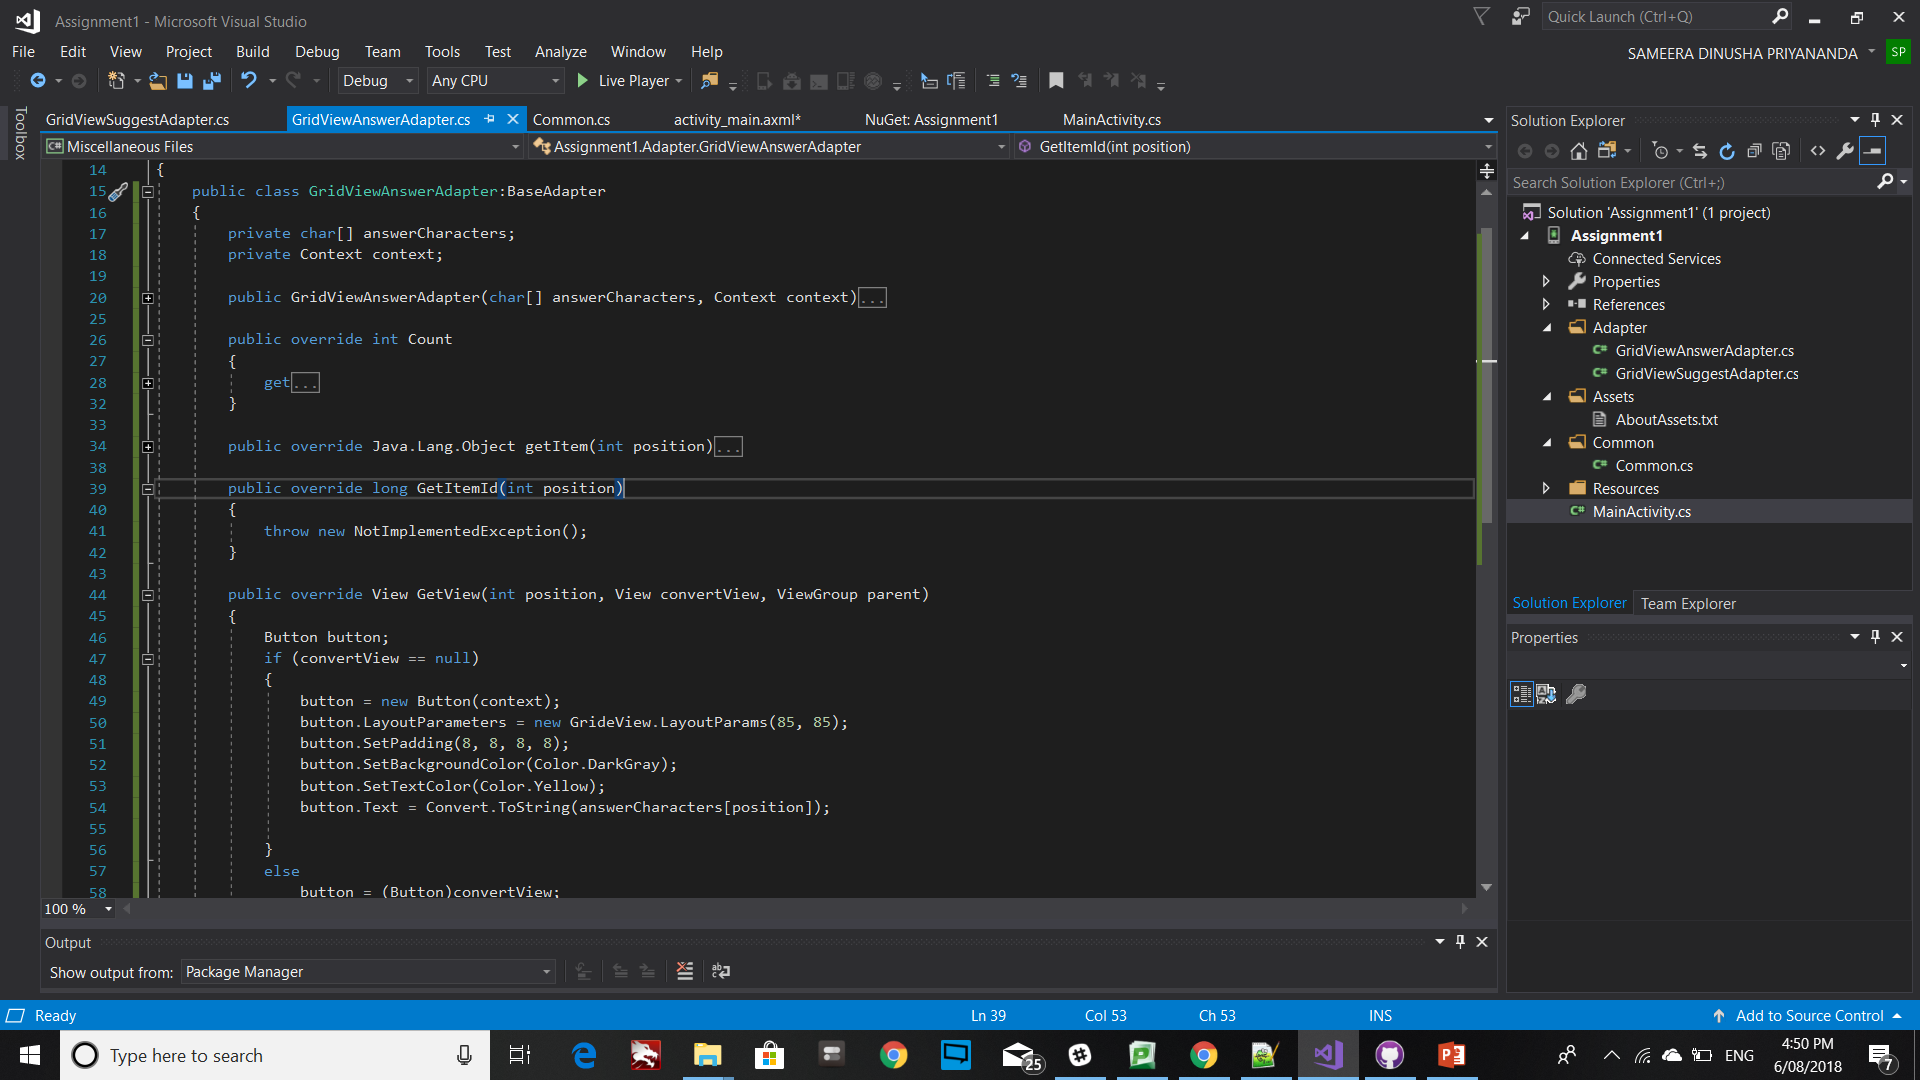 Assignment1 - Microsoft Visual Studio
Quick Launch (Ctrl+Q)
File Edit View Project Build Debug Team Tools Test Analyze Window Help
SAMEERA DINUSHA PRIYANANDA SP
Debug Any CPU Live Player
Toolbox
GridViewSuggestAdapter.cs GridViewAnswerAdapter.cs Common.cs activity_main.axml* NuGet: Assignment1 MainActivity.cs
C# Miscellaneous Files Assignment1.Adapter.GridViewAnswerAdapter GetItemId(int position)
14 {
15 public class GridViewAnswerAdapter:BaseAdapter
16 {
17 private char[] answerCharacters;
18 private Context context;
19
20 public GridViewAnswerAdapter(char[] answerCharacters, Context context)...
25
26 public override int Count
27 {
28 get...
32 }
33
34 public override Java.Lang.Object getItem(int position)...
38
39 public override long GetItemId(int position)
40 {
41 throw new NotImplementedException();
42 }
43
44 public override View GetView(int position, View convertView, ViewGroup parent)
45 {
46 Button button;
47 if (convertView == null)
48 {
49 button = new Button(context);
50 button.LayoutParameters = new GrideView.LayoutParams(85, 85);
51 button.SetPadding(8, 8, 8, 8);
52 button.SetBackgroundColor(Color.DarkGray);
53 button.SetTextColor(Color.Yellow);
54 button.Text = Convert.ToString(answerCharacters[position]);
55
56 }
57 else
58 button = (Button)convertView;
100 %
Output
Show output from: Package Manager
Solution Explorer
Search Solution Explorer (Ctrl+;)
Solution 'Assignment1' (1 project)
Assignment1
Connected Services
Properties
References
Adapter
C# GridViewAnswerAdapter.cs
C# GridViewSuggestAdapter.cs
Assets
AboutAssets.txt
Common
C# Common.cs
Resources
C# MainActivity.cs
Solution Explorer Team Explorer
Properties
Ready Ln 39 Col 53 Ch 53 INS Add to Source Control
Type here to search
25
ENG
4:50 PM
6/08/2018
7